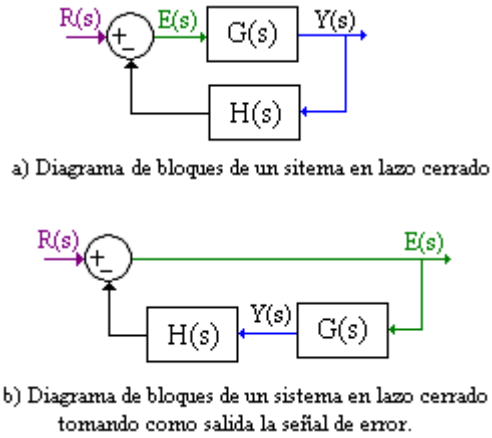 R(s)
E(s)
G(s)
Y(s)
+
-
H(s)
a) Diagrama de bloques de un sitema en lazo cerrado
R(s)
E(s)
+
-
H(s)
Y(s)
G(s)
b) Diagrama de bloques de un sistema en lazo cerrado
tomando como salida la señal de error.